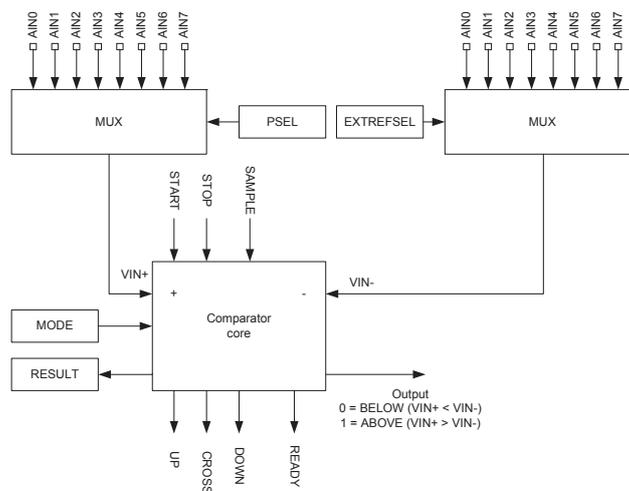 AIN0 AIN1 AIN2 AIN3 AIN4 AIN5 AIN6 AIN7
AIN0 AIN1 AIN2 AIN3 AIN4 AIN5 AIN6 AIN7
MUX
PSEL
EXTREFSEL
MUX
START
STOP
SAMPLE
VIN+
VIN-
+
-
MODE
Comparator
core
RESULT
Output
0 = BELOW (VIN+ < VIN-)
1 = ABOVE (VIN+ > VIN-)
UP
CROSS
DOWN
READY